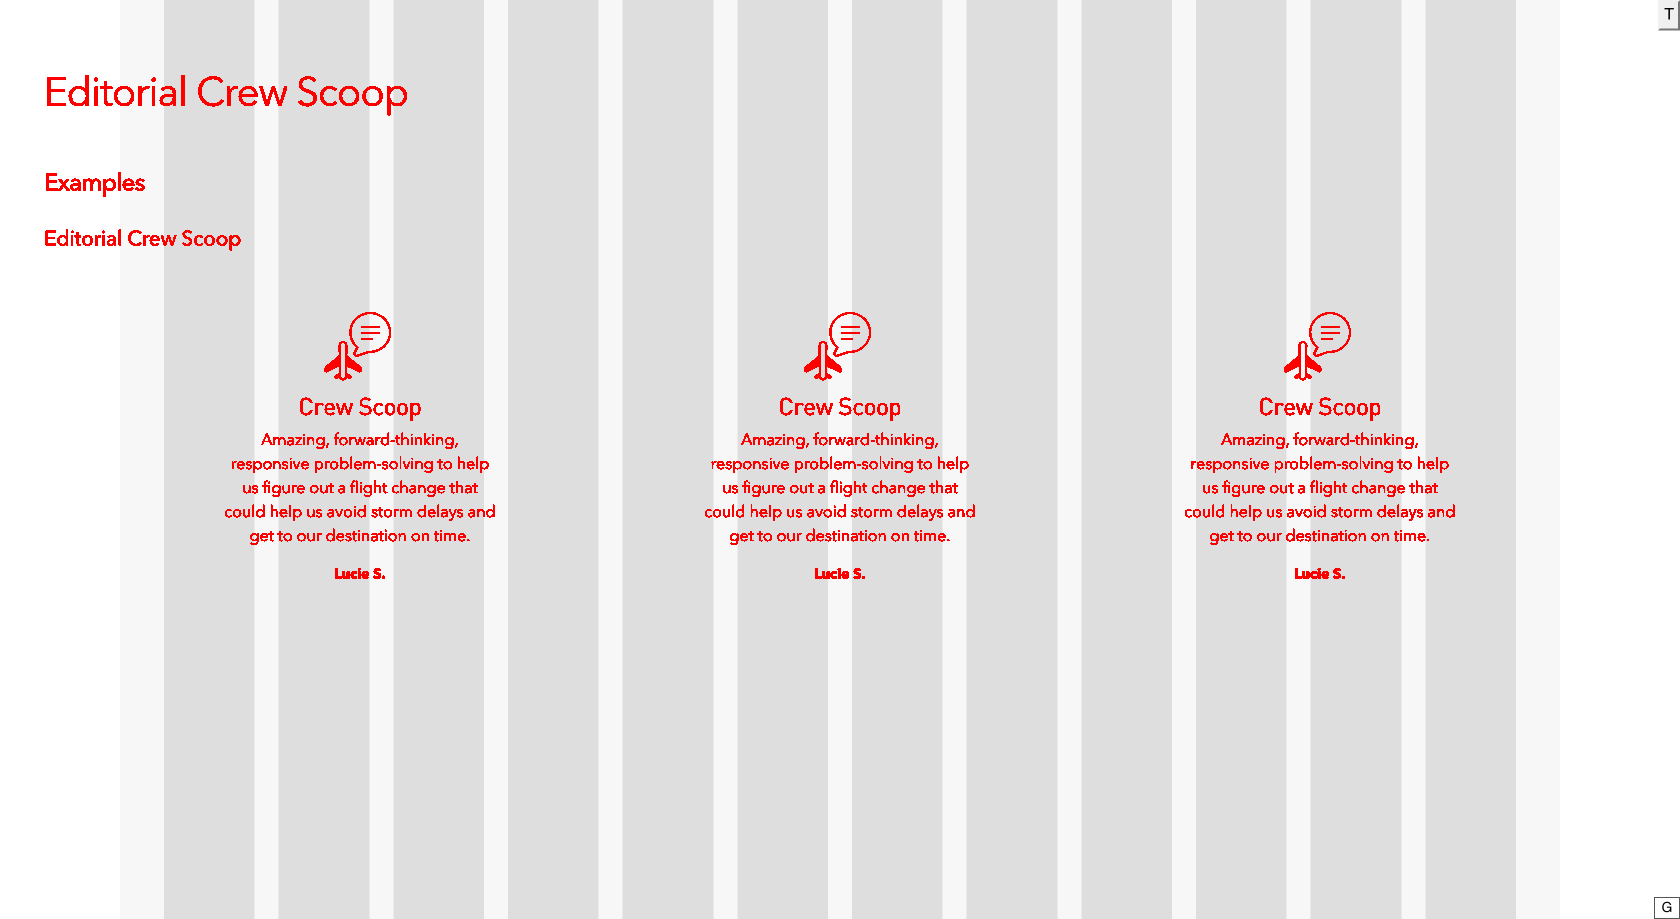 T
Editorial Crew Scoop
Examples
Editorial Crew Scoop
Crew Scoop
Amazing, forward-thinking,
responsive problem-solving to help
us figure out a flight change that
could help us avoid storm delays and
get to our destination on time.
Lucie S.
Crew Scoop
Amazing, forward-thinking,
responsive problem-solving to help
us figure out a flight change that
could help us avoid storm delays and
get to our destination on time.
Lucie S.
Crew Scoop
Amazing, forward-thinking,
responsive problem-solving to help
us figure out a flight change that
could help us avoid storm delays and
get to our destination on time.
Lucie S.
G